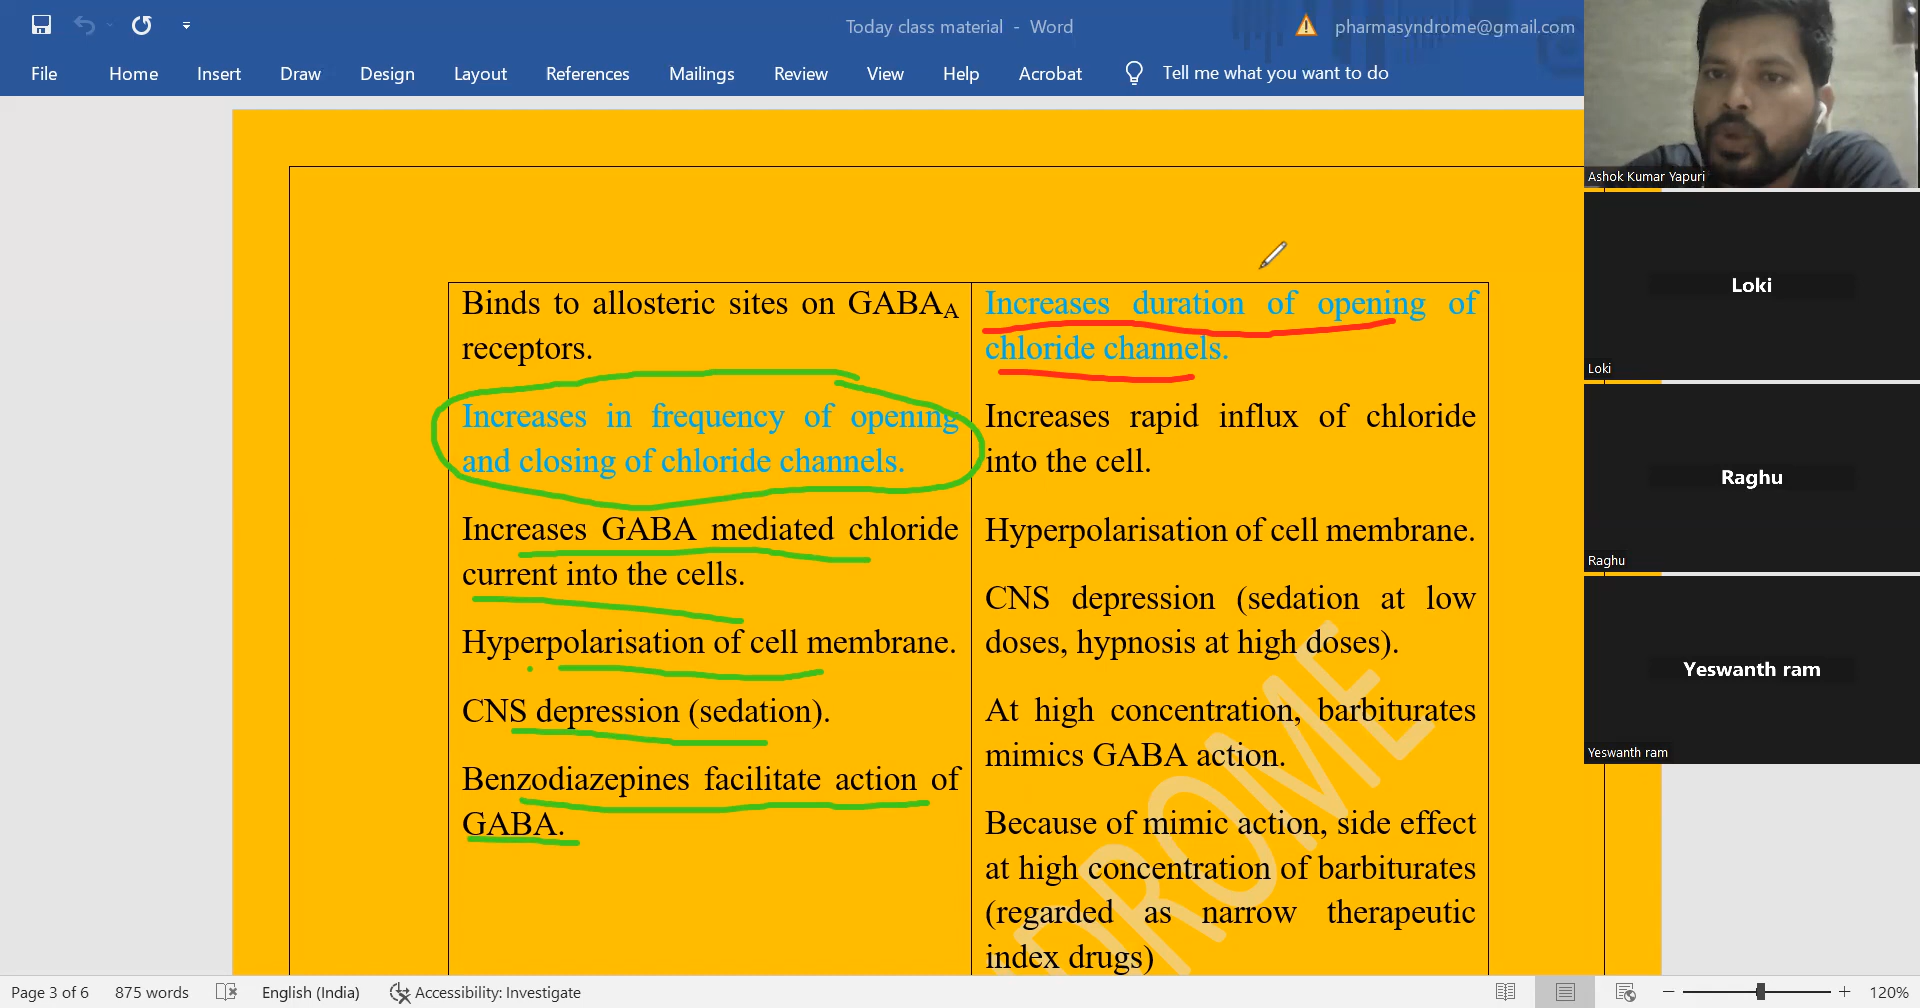 Today class material - Word
pharmasyndrome@gmail.com
File Home Insert Draw Design Layout References Mailings Review View Help Acrobat Tell me what you want to do
Binds to allosteric sites on GABAA
receptors.
Increases in frequency of opening
and closing of chloride channels.
Increases GABA mediated chloride
current into the cells.
Hyperpolarisation of cell membrane.
CNS depression (sedation).
Benzodiazepines facilitate action of
GABA.
Increases duration of opening of
chloride channels.
Increases rapid influx of chloride
into the cell.
Hyperpolarisation of cell membrane.
CNS depression (sedation at low
doses, hypnosis at high doses).
At high concentration, barbiturates
mimics GABA action.
Because of mimic action, side effect
at high concentration of barbiturates
(regarded as narrow therapeutic
index drugs)
DROME
Ashok Kumar Yapuri
Loki
Loki
Raghu
Raghu
Yeswanth ram
Yeswanth ram
Page 3 of 6 875 words English (India) Accessibility: Investigate 120%